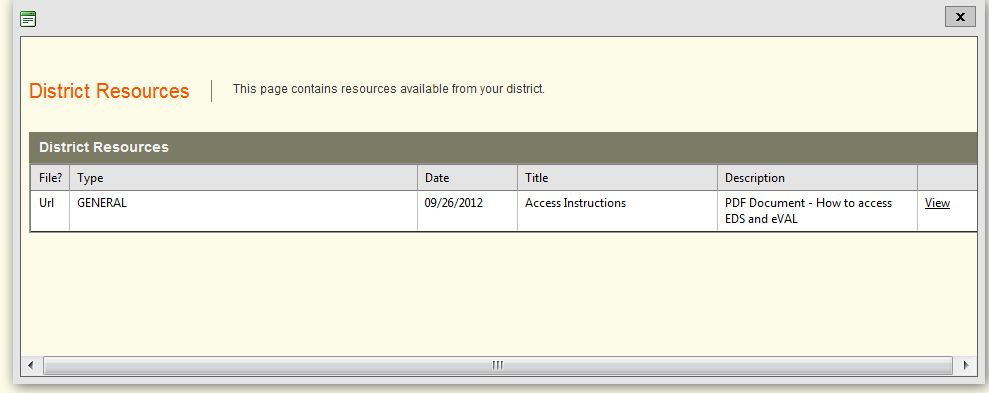 x
District Resources
This page contains resources available from your district.
District Resources
File? Type Date Title Description
Url GENERAL 09/26/2012 Access Instructions PDF Document - How to access View
EDS and eVAL